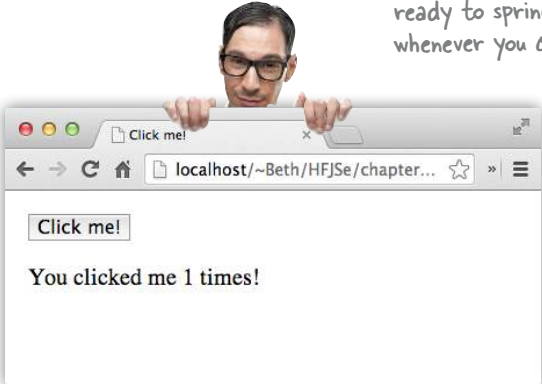 ready to sprin
whenever you
Click me!
localhost/~Beth/HFJSe/chapter...
Click me!
You clicked me 1 times!